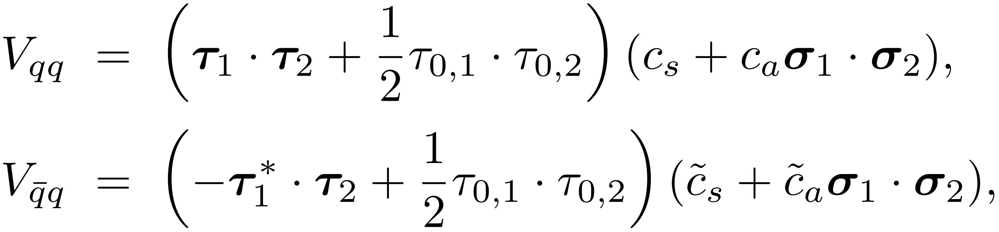 $V_{qq} = \left( \boldsymbol{\tau}_1 \cdot \boldsymbol{\tau}_2 + \frac{1}{2} \tau_{0,1} \cdot \tau_{0,2} \right) (c_s + c_a \boldsymbol{\sigma}_1 \cdot \boldsymbol{\sigma}_2),$
$V_{\bar{q}q} = \left( -\boldsymbol{\tau}_1^* \cdot \boldsymbol{\tau}_2 + \frac{1}{2} \tau_{0,1} \cdot \tau_{0,2} \right) (\tilde{c}_s + \tilde{c}_a \boldsymbol{\sigma}_1 \cdot \boldsymbol{\sigma}_2),$